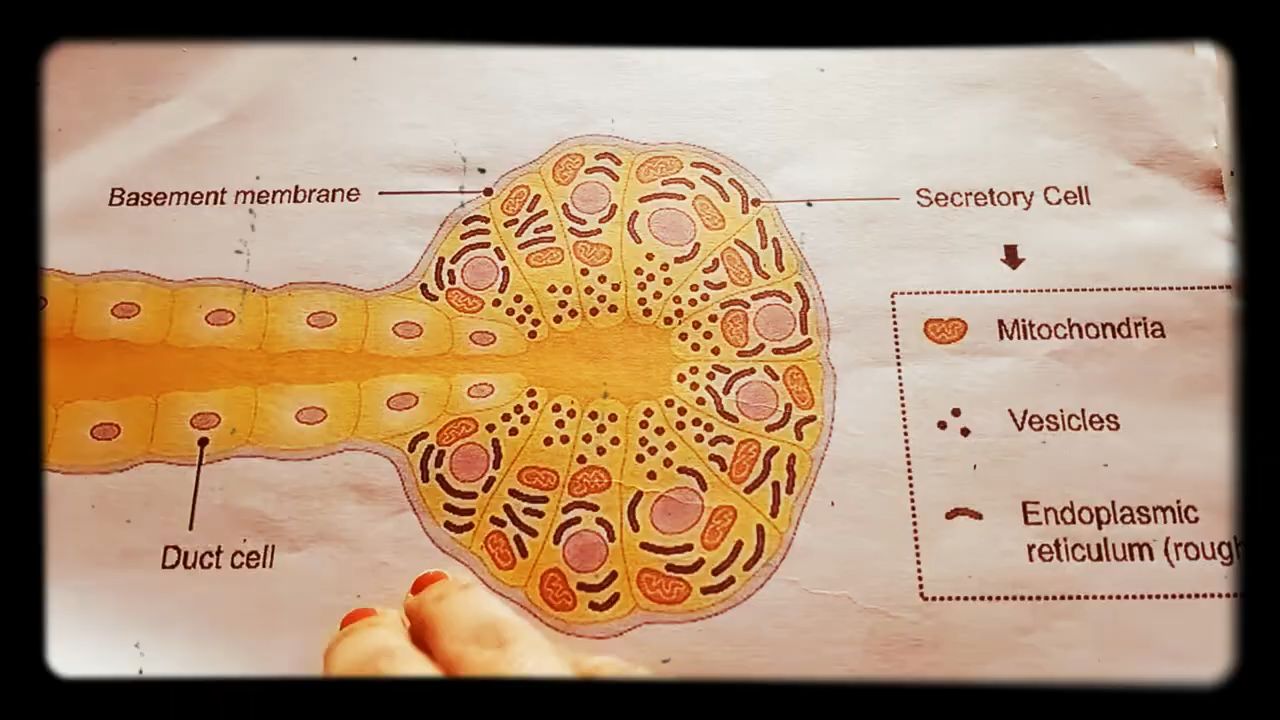 Basement membrane
Secretory Cell
Mitochondria
Vesicles
Endoplasmic
reticulum (rough
Duct cell